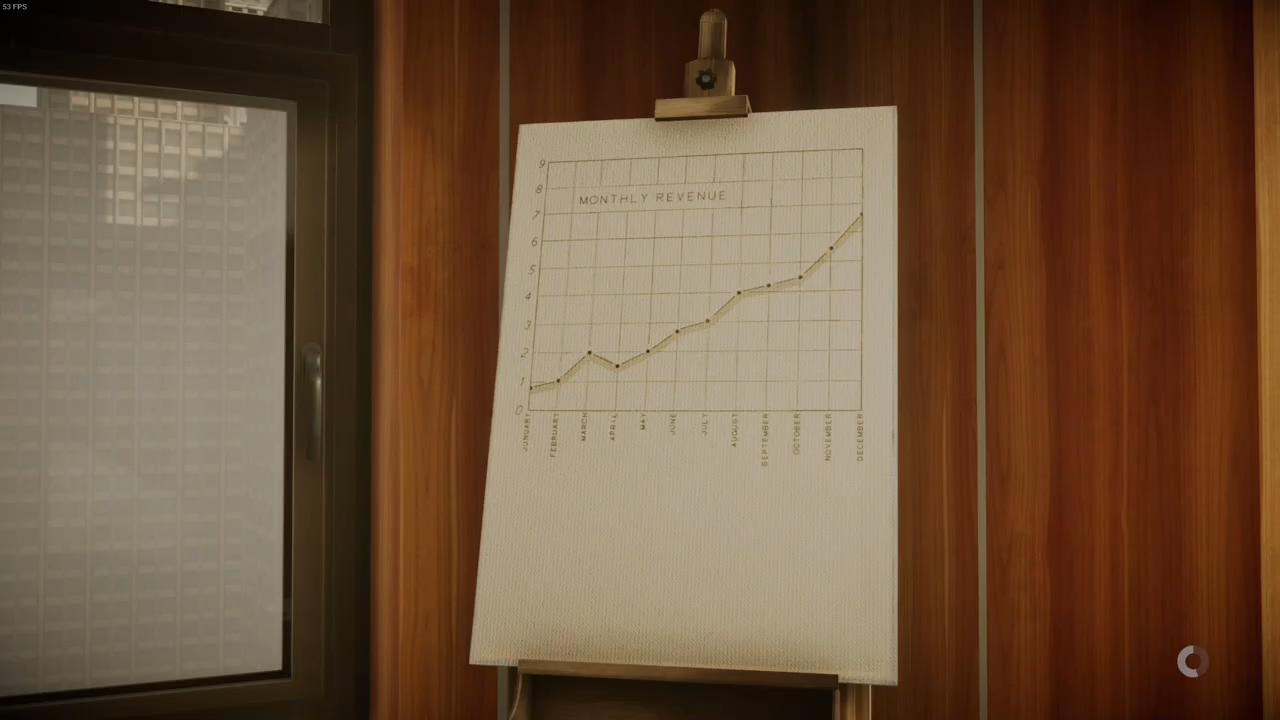 53 FPS
MONTHLY REVENUE
9
8
7
6
5
4
3
2
1
0
JUNUARY
FEBRUARY
MARCH
APRIL
MAY
JUNE
JULY
AUGUST
SEPTEMBER
OCTOBER
NOVEMBER
DECEMBER